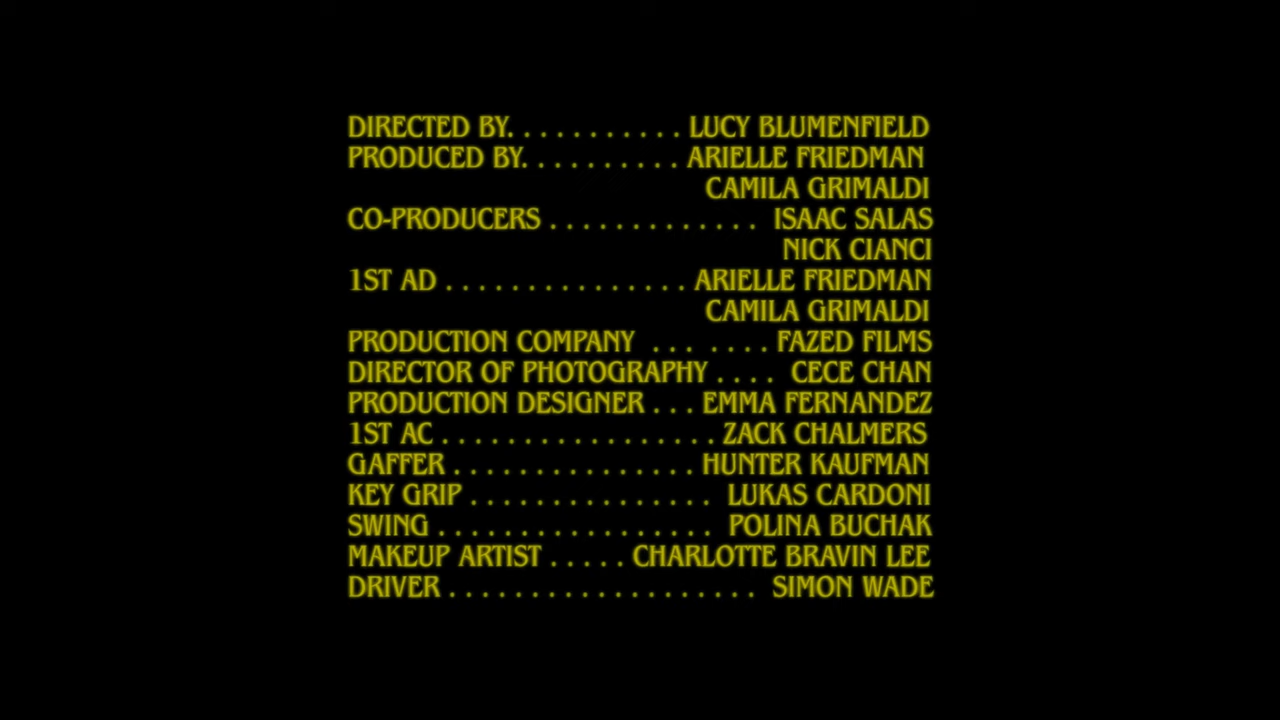 DIRECTED BY. . . . . . . . . . . LUCY BLUMENFIELD
PRODUCED BY. . . . . . . . . . ARIELLE FRIEDMAN
CAMILA GRIMALDI
CO-PRODUCERS . . . . . . . . . . . . . ISAAC SALAS
NICK CIANCI
1ST AD . . . . . . . . . . . . . . . ARIELLE FRIEDMAN
CAMILA GRIMALDI
PRODUCTION COMPANY . . . . . . . FAZED FILMS
DIRECTOR OF PHOTOGRAPHY . . . . CECE CHAN
PRODUCTION DESIGNER . . . EMMA FERNANDEZ
1ST AC . . . . . . . . . . . . . . . . . ZACK CHALMERS
GAFFER . . . . . . . . . . . . . . . HUNTER KAUFMAN
KEY GRIP . . . . . . . . . . . . . . . LUKAS CARDONI
SWING . . . . . . . . . . . . . . . . . POLINA BUCHAK
MAKEUP ARTIST . . . . . CHARLOTTE BRAVIN LEE
DRIVER . . . . . . . . . . . . . . . . . . . SIMON WADE